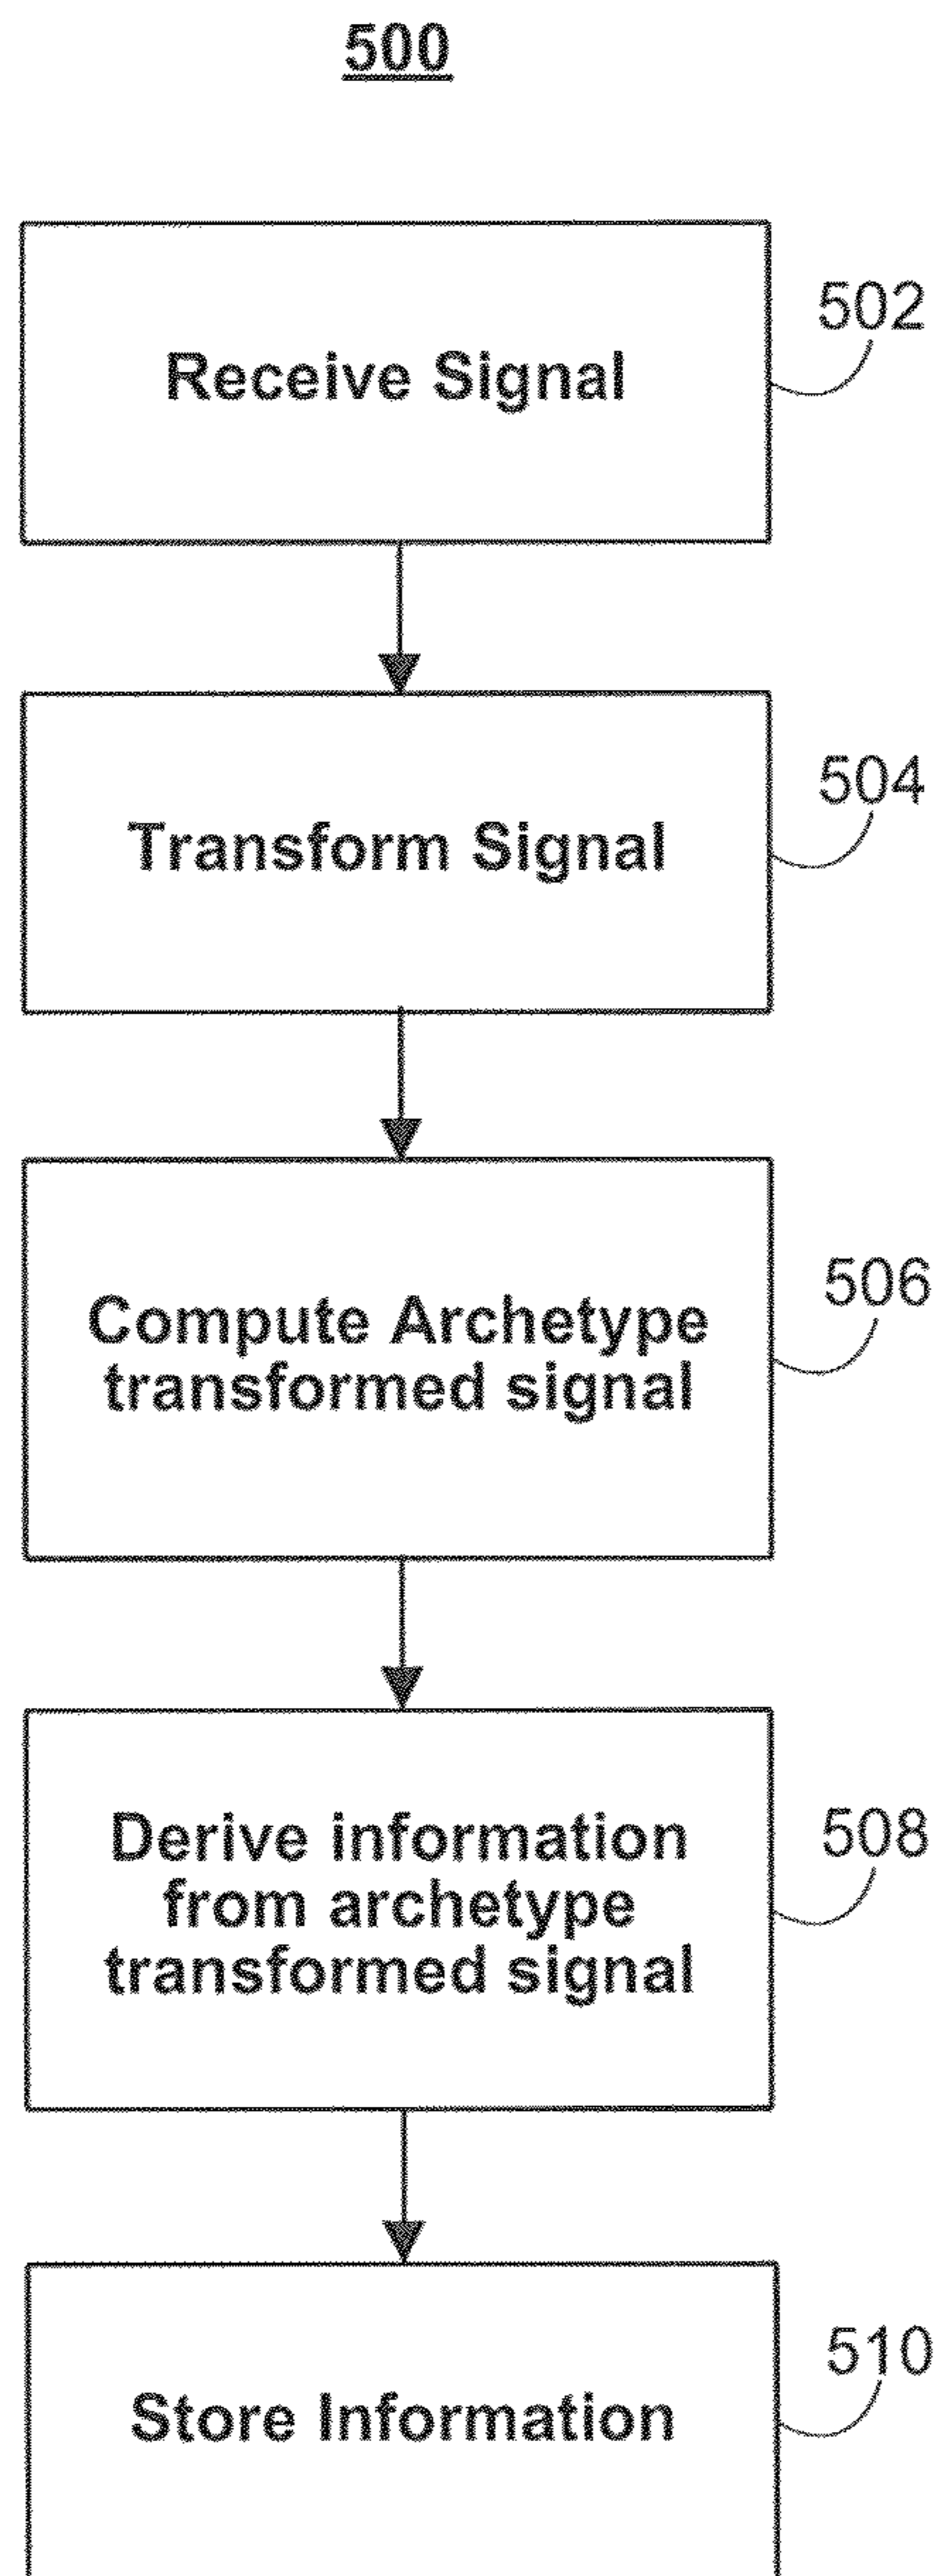 500
Receive Signal
502
Transform Signal
504
Compute Archetype
transformed signal
506
Derive information
from archetype
transformed signal
508
Store Information
510